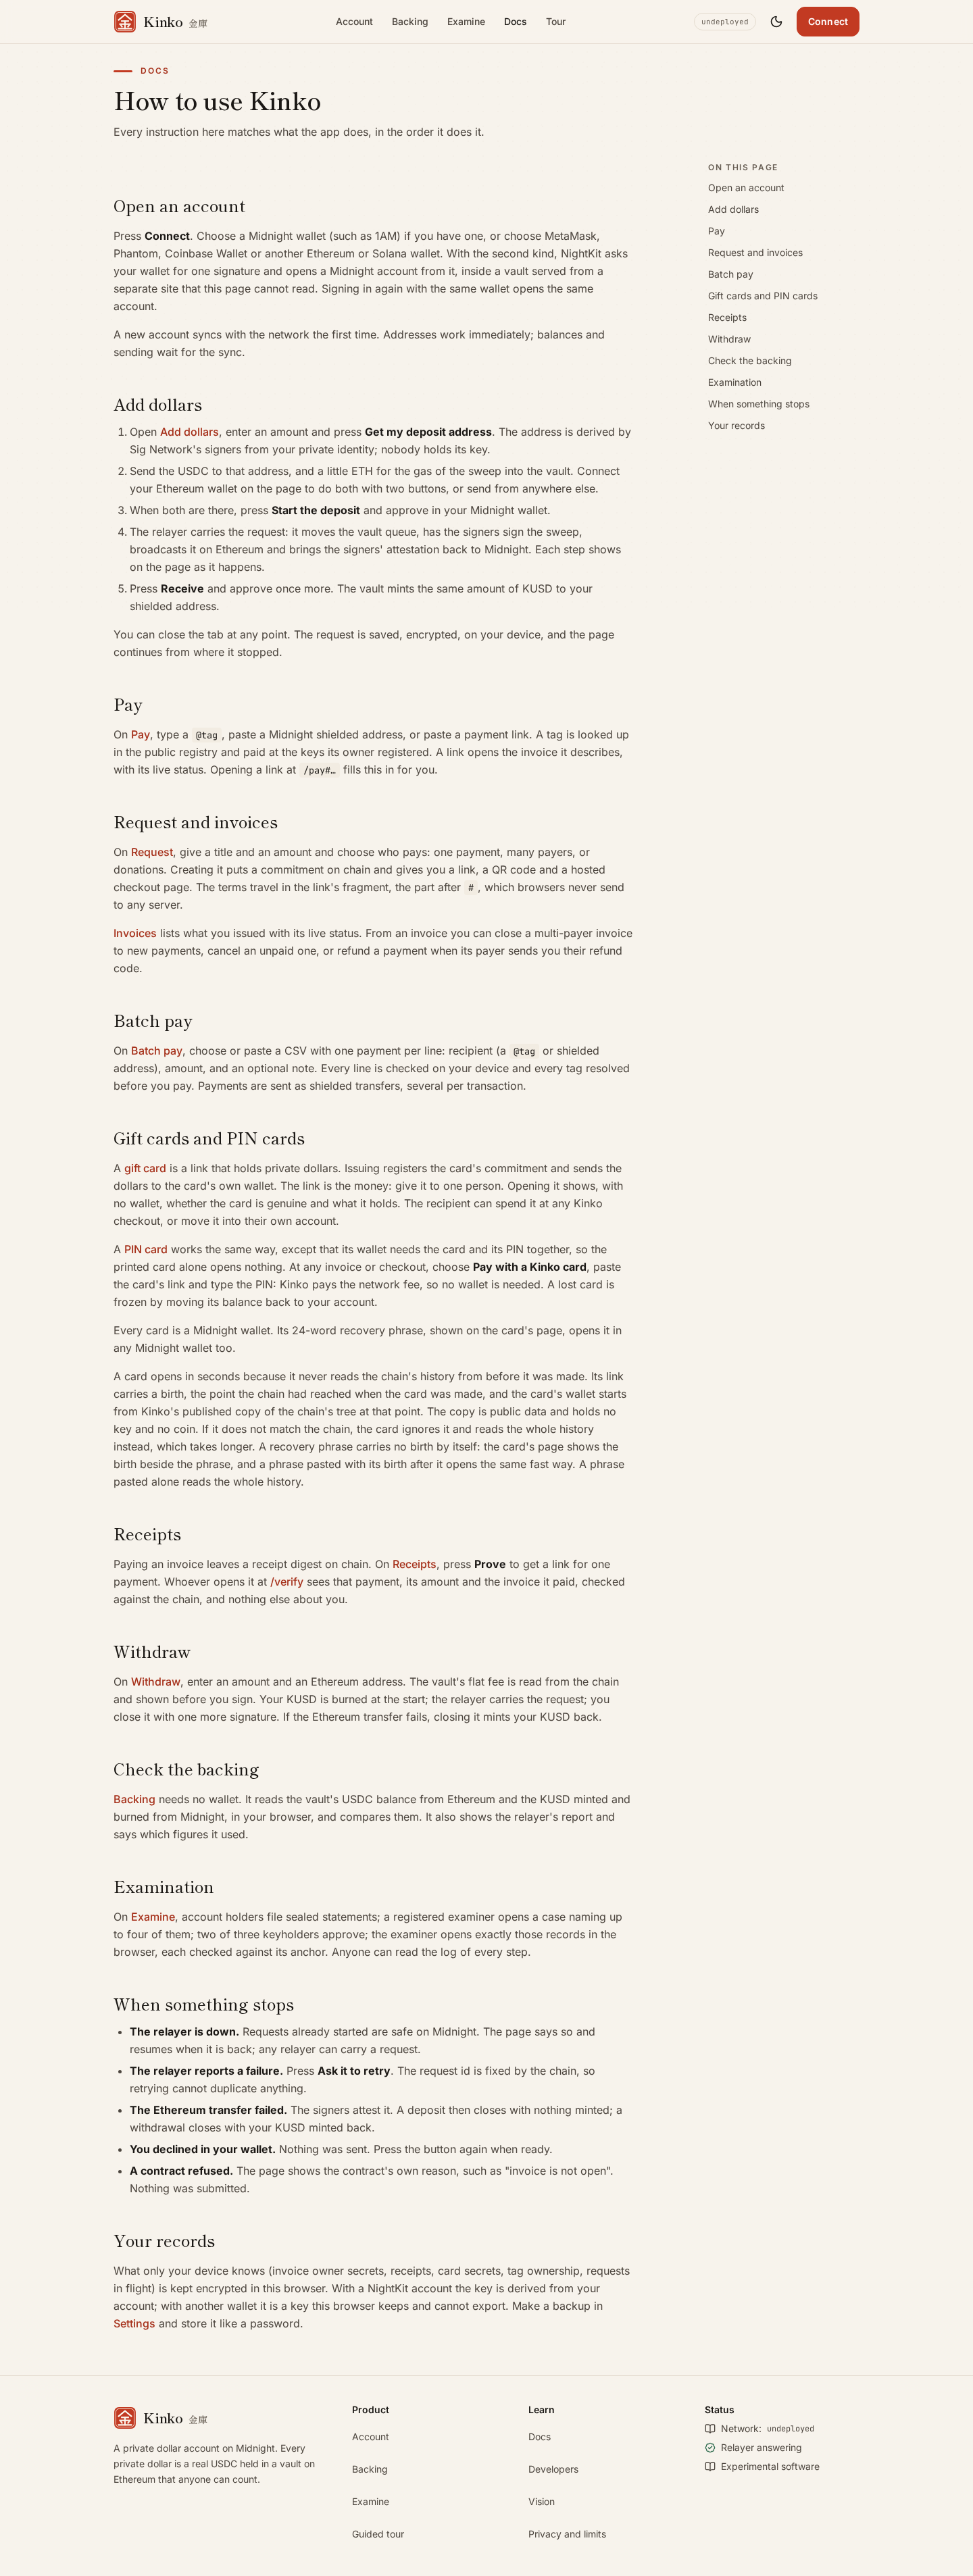 Kinko 金庫
Account
Backing
Examine
Docs
Tour
undeployed
Connect
DOCS
How to use Kinko
Every instruction here matches what the app does, in the order it does it.
ON THIS PAGE
Open an account
Add dollars
Pay
Request and invoices
Batch pay
Gift cards and PIN cards
Receipts
Withdraw
Check the backing
Examination
When something stops
Your records
Open an account
Press Connect. Choose a Midnight wallet (such as 1AM) if you have one, or choose MetaMask,
Phantom, Coinbase Wallet or another Ethereum or Solana wallet. With the second kind, NightKit asks
your wallet for one signature and opens a Midnight account from it, inside a vault served from a
separate site that this page cannot read. Signing in again with the same wallet opens the same
account.
A new account syncs with the network the first time. Addresses work immediately; balances and
sending wait for the sync.
Add dollars
1. Open Add dollars, enter an amount and press Get my deposit address. The address is derived by
Sig Network's signers from your private identity; nobody holds its key.
2. Send the USDC to that address, and a little ETH for the gas of the sweep into the vault. Connect
your Ethereum wallet on the page to do both with two buttons, or send from anywhere else.
3. When both are there, press Start the deposit and approve in your Midnight wallet.
4. The relayer carries the request: it moves the vault queue, has the signers sign the sweep,
broadcasts it on Ethereum and brings the signers' attestation back to Midnight. Each step shows
on the page as it happens.
5. Press Receive and approve once more. The vault mints the same amount of KUSD to your
shielded address.
You can close the tab at any point. The request is saved, encrypted, on your device, and the page
continues from where it stopped.
Pay
On Pay, type a @tag, paste a Midnight shielded address, or paste a payment link. A tag is looked up
in the public registry and paid at the keys its owner registered. A link opens the invoice it describes,
with its live status. Opening a link at /pay#… fills this in for you.
Request and invoices
On Request, give a title and an amount and choose who pays: one payment, many payers, or
donations. Creating it puts a commitment on chain and gives you a link, a QR code and a hosted
checkout page. The terms travel in the link's fragment, the part after #, which browsers never send
to any server.
Invoices lists what you issued with its live status. From an invoice you can close a multi-payer invoice
to new payments, cancel an unpaid one, or refund a payment when its payer sends you their refund
code.
Batch pay
On Batch pay, choose or paste a CSV with one payment per line: recipient (a @tag or shielded
address), amount, and an optional note. Every line is checked on your device and every tag resolved
before you pay. Payments are sent as shielded transfers, several per transaction.
Gift cards and PIN cards
A gift card is a link that holds private dollars. Issuing registers the card's commitment and sends the
dollars to the card's own wallet. The link is the money: give it to one person. Opening it shows, with
no wallet, whether the card is genuine and what it holds. The recipient can spend it at any Kinko
checkout, or move it into their own account.
A PIN card works the same way, except that its wallet needs the card and its PIN together, so the
printed card alone opens nothing. At any invoice or checkout, choose Pay with a Kinko card, paste
the card's link and type the PIN: Kinko pays the network fee, so no wallet is needed. A lost card is
frozen by moving its balance back to your account.
Every card is a Midnight wallet. Its 24-word recovery phrase, shown on the card's page, opens it in
any Midnight wallet too.
A card opens in seconds because it never reads the chain's history from before it was made. Its link
carries a birth, the point the chain had reached when the card was made, and the card's wallet starts
from Kinko's published copy of the chain's tree at that point. The copy is public data and holds no
key and no coin. If it does not match the chain, the card ignores it and reads the whole history
instead, which takes longer. A recovery phrase carries no birth by itself: the card's page shows the
birth beside the phrase, and a phrase pasted with its birth after it opens the same fast way. A phrase
pasted alone reads the whole history.
Receipts
Paying an invoice leaves a receipt digest on chain. On Receipts, press Prove to get a link for one
payment. Whoever opens it at /verify sees that payment, its amount and the invoice it paid, checked
against the chain, and nothing else about you.
Withdraw
On Withdraw, enter an amount and an Ethereum address. The vault's flat fee is read from the chain
and shown before you sign. Your KUSD is burned at the start; the relayer carries the request; you
close it with one more signature. If the Ethereum transfer fails, closing it mints your KUSD back.
Check the backing
Backing needs no wallet. It reads the vault's USDC balance from Ethereum and the KUSD minted and
burned from Midnight, in your browser, and compares them. It also shows the relayer's report and
says which figures it used.
Examination
On Examine, account holders file sealed statements; a registered examiner opens a case naming up
to four of them; two of three keyholders approve; the examiner opens exactly those records in the
browser, each checked against its anchor. Anyone can read the log of every step.
When something stops
• The relayer is down. Requests already started are safe on Midnight. The page says so and
resumes when it is back; any relayer can carry a request.
• The relayer reports a failure. Press Ask it to retry. The request id is fixed by the chain, so
retrying cannot duplicate anything.
• The Ethereum transfer failed. The signers attest it. A deposit then closes with nothing minted; a
withdrawal closes with your KUSD minted back.
• You declined in your wallet. Nothing was sent. Press the button again when ready.
• A contract refused. The page shows the contract's own reason, such as "invoice is not open".
Nothing was submitted.
Your records
What only your device knows (invoice owner secrets, receipts, card secrets, tag ownership, requests
in flight) is kept encrypted in this browser. With a NightKit account the key is derived from your
account; with another wallet it is a key this browser keeps and cannot export. Make a backup in
Settings and store it like a password.
Kinko 金庫
A private dollar account on Midnight. Every
private dollar is a real USDC held in a vault on
Ethereum that anyone can count.
Product
Account
Backing
Examine
Guided tour
Learn
Docs
Developers
Vision
Privacy and limits
Status
Network: undeployed
Relayer answering
Experimental software